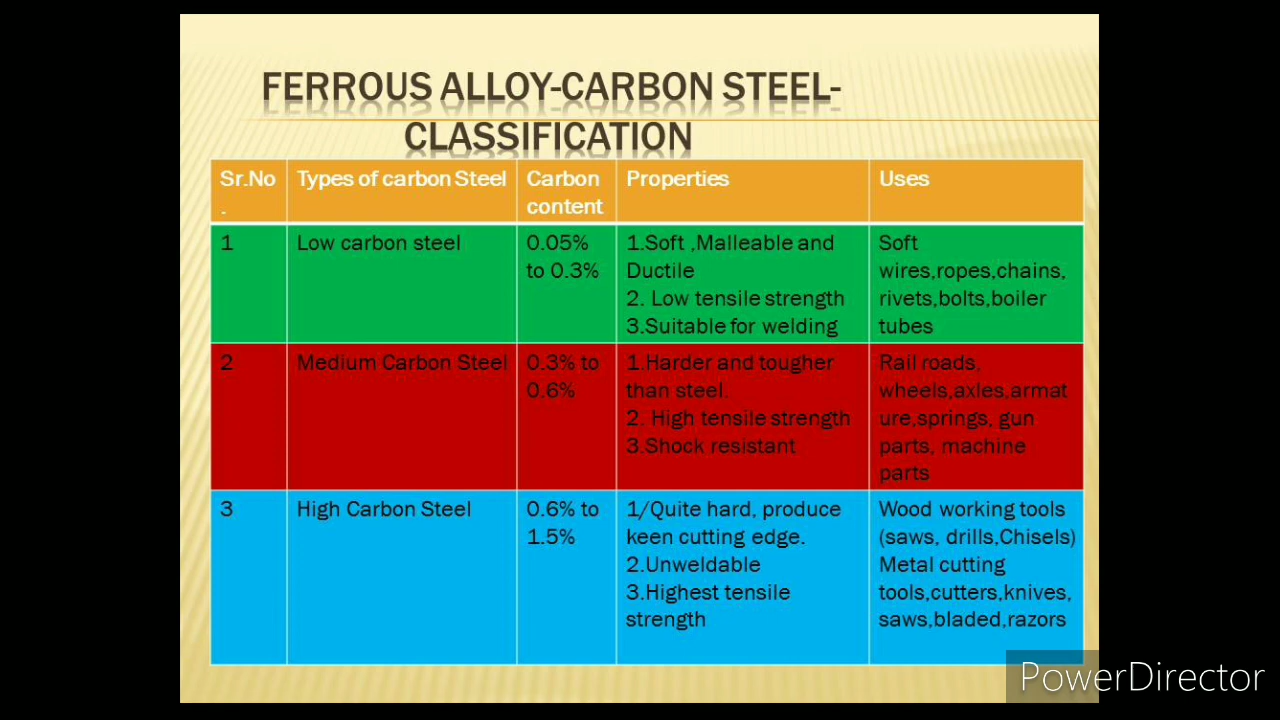 FERROUS ALLOY-CARBON STEEL-
CLASSIFICATION
Sr.No
.
Types of carbon Steel
Carbon
content
Properties
Uses
1
Low carbon steel
0.05%
to 0.3%
1.Soft ,Malleable and
Ductile
2. Low tensile strength
3.Suitable for welding
Soft
wires,ropes,chains,
rivets,bolts,boiler
tubes
2
Medium Carbon Steel
0.3% to
0.6%
1.Harder and tougher
than steel.
2. High tensile strength
3.Shock resistant
Rail roads,
wheels,axles,armat
ure,springs, gun
parts, machine
parts
3
High Carbon Steel
0.6% to
1.5%
1/Quite hard, produce
keen cutting edge.
2.Unweldable
3.Highest tensile
strength
Wood working tools
(saws, drills,Chisels)
Metal cutting
tools,cutters,knives,
saws,bladed,razors
PowerDirector